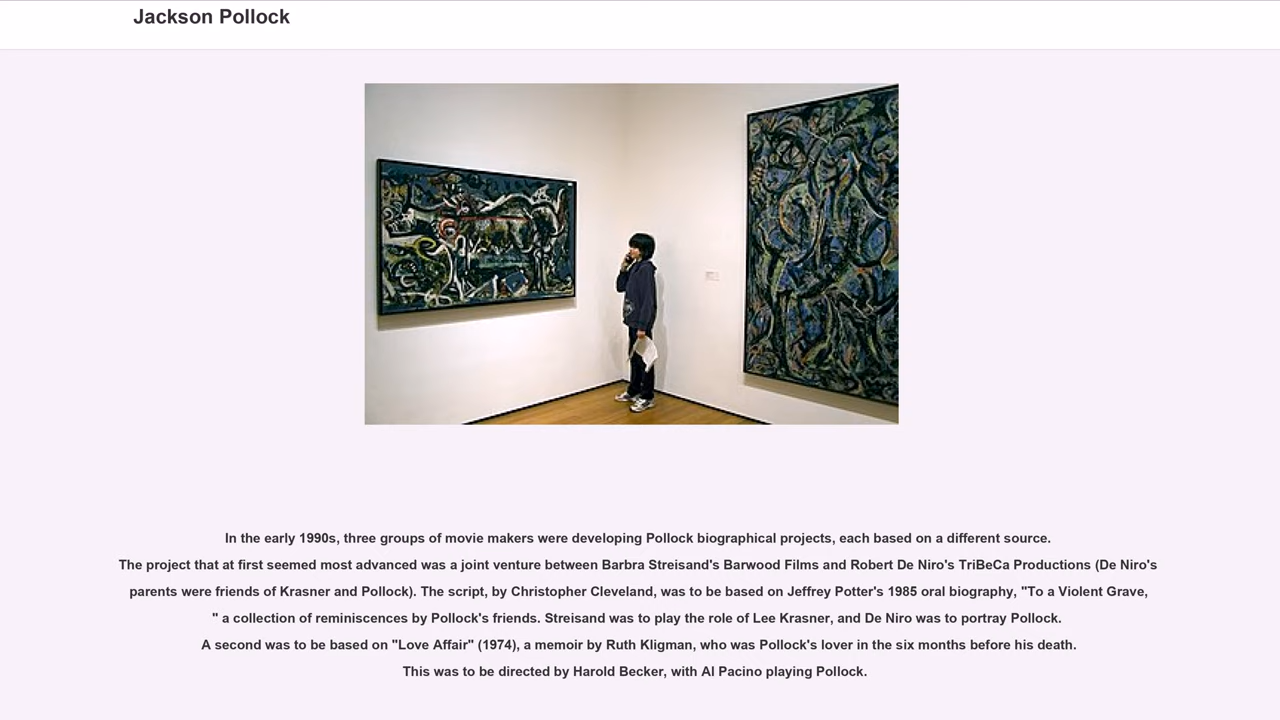 Jackson Pollock
In the early 1990s, three groups of movie makers were developing Pollock biographical projects, each based on a different source.
The project that at first seemed most advanced was a joint venture between Barbra Streisand's Barwood Films and Robert De Niro's TriBeCa Productions (De Niro's
parents were friends of Krasner and Pollock). The script, by Christopher Cleveland, was to be based on Jeffrey Potter's 1985 oral biography, "To a Violent Grave,
" a collection of reminiscences by Pollock's friends. Streisand was to play the role of Lee Krasner, and De Niro was to portray Pollock.
A second was to be based on "Love Affair" (1974), a memoir by Ruth Kligman, who was Pollock's lover in the six months before his death.
This was to be directed by Harold Becker, with Al Pacino playing Pollock.